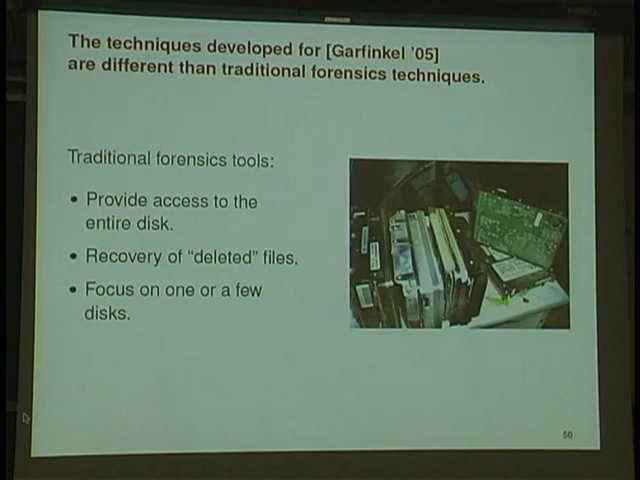 The techniques developed for [Garfinkel '05]
are different than traditional forensics techniques.
Traditional forensics tools:
• Provide access to the
entire disk.
• Recovery of “deleted” files.
• Focus on one or a few
disks.
50